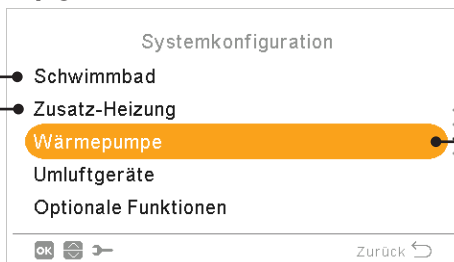 Systemkonfiguration
Schwimmbad
Zusatz-Heizung
Wärmepumpe
Umluftgeräte
Optionale Funktionen
OK Zurück